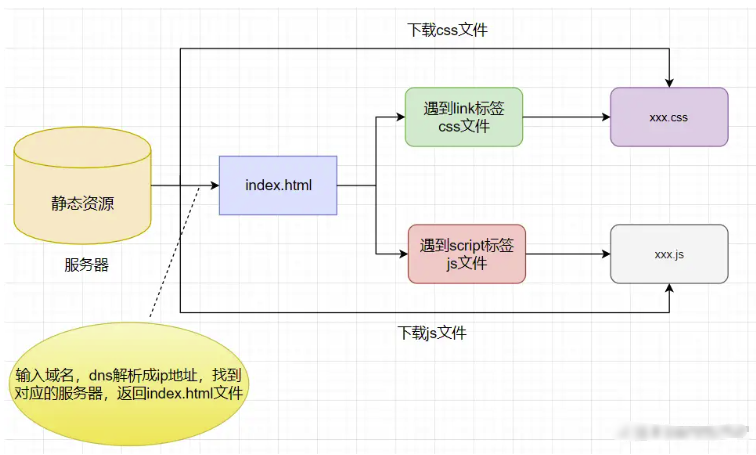 下载css文件
遇到link标签
css文件
xxx.css
静态资源
index.html
服务器
遇到script标签
js文件
xxx.js
下载js文件
输入域名，dns解析成ip地址，找到
对应的服务器，返回index.html文件